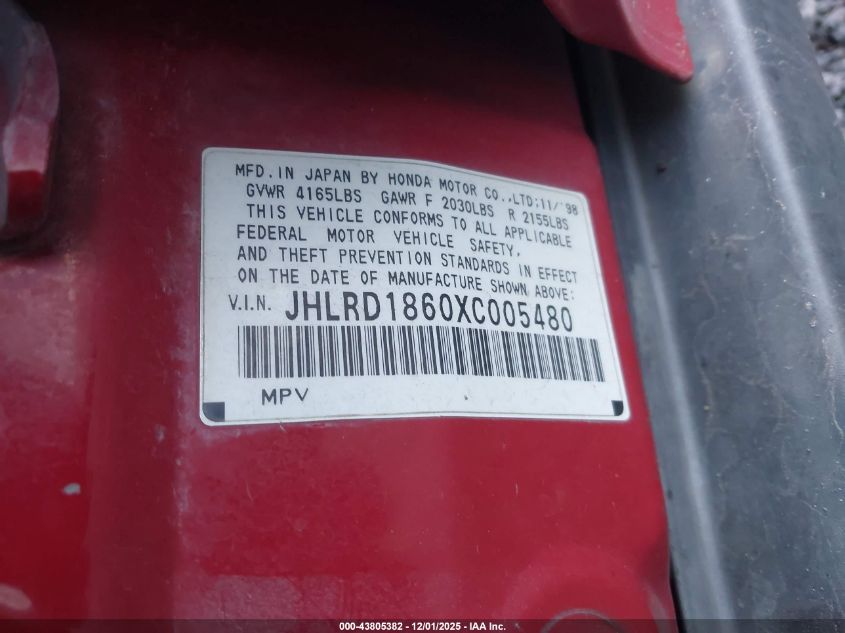 MFD. IN JAPAN BY HONDA MOTOR CO.,LTD;11/'98
GVWR 4165LBS GAWR F 2030LBS R 2155LBS
THIS VEHICLE CONFORMS TO ALL APPLICABLE
FEDERAL MOTOR VEHICLE SAFETY,
AND THEFT PREVENTION STANDARDS IN EFFECT
ON THE DATE OF MANUFACTURE SHOWN ABOVE:
V.I.N. JHLRD1860XC005480
MPV
000-43805382 - 12/01/2025 - IAA Inc.